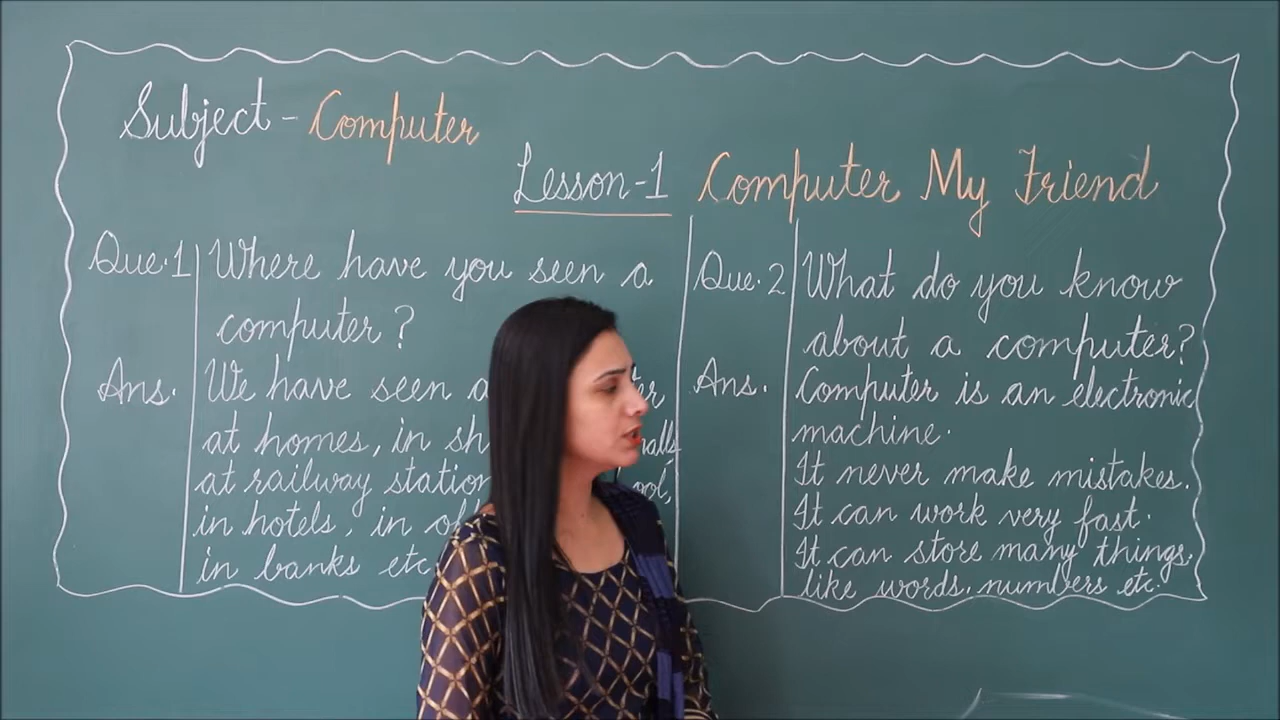 Subject - Computer
Lesson-1 Computer My Friend
Que.1 Where have you seen a
computer?
Ans. We have seen a
at homes, in sh
at railway station
in hotels, in of
in banks etc
Que.2 What do you know
about a computer?
Ans. Computer is an electronic
machine.
It never make mistakes.
It can work very fast.
It can store many things,
like words, numbers etc.